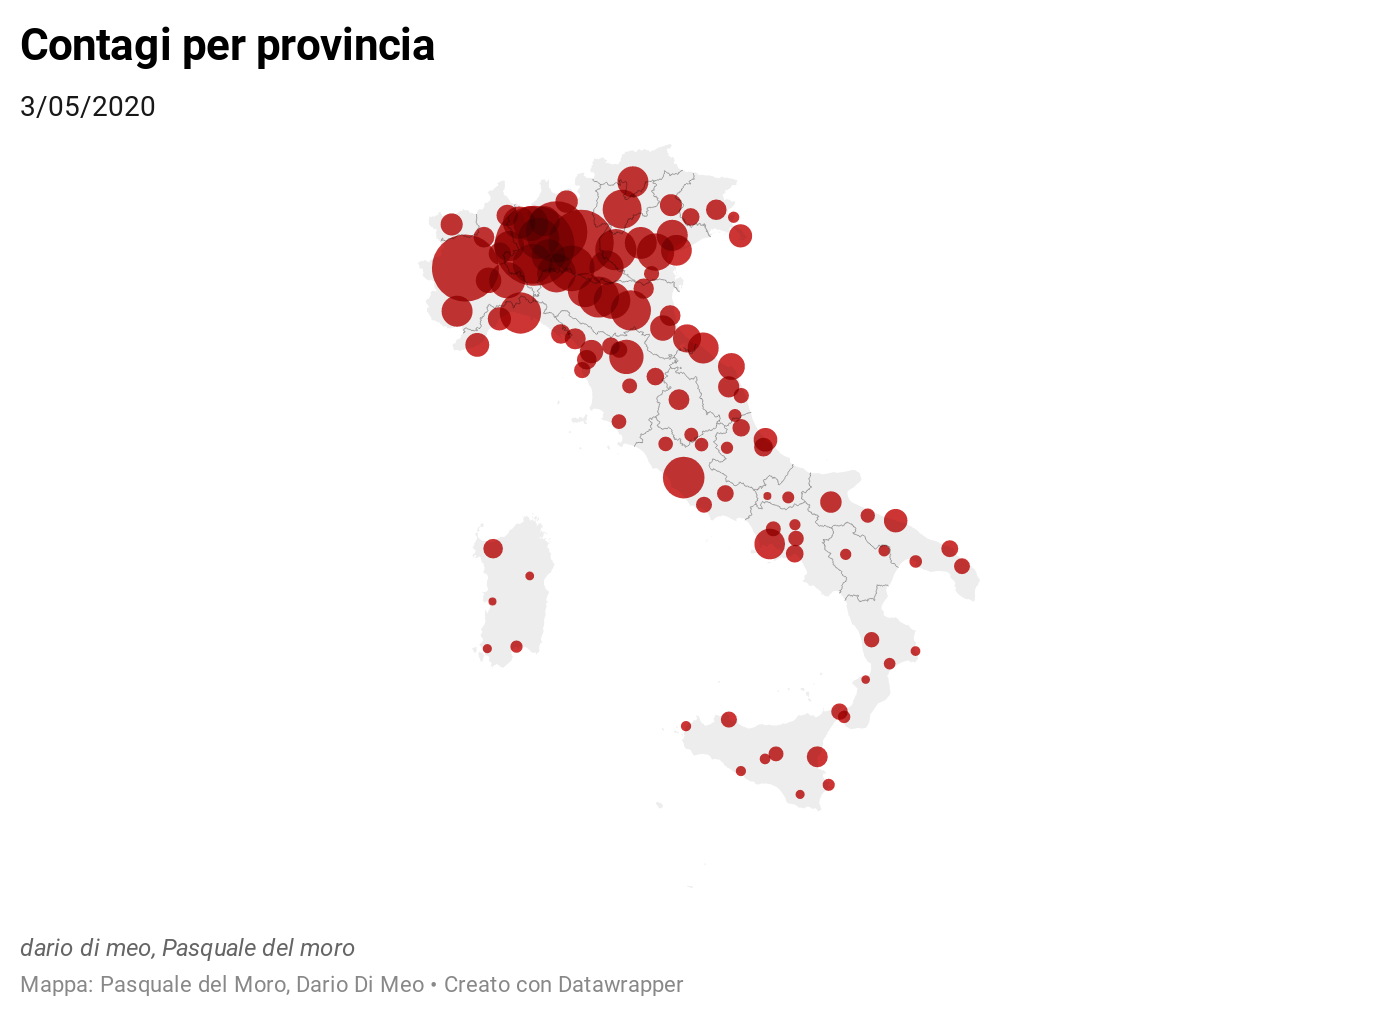 Contagi per provincia
3/05/2020
dario di meo, Pasquale del moro
Mappa: Pasquale del Moro, Dario Di Meo • Creato con Datawrapper